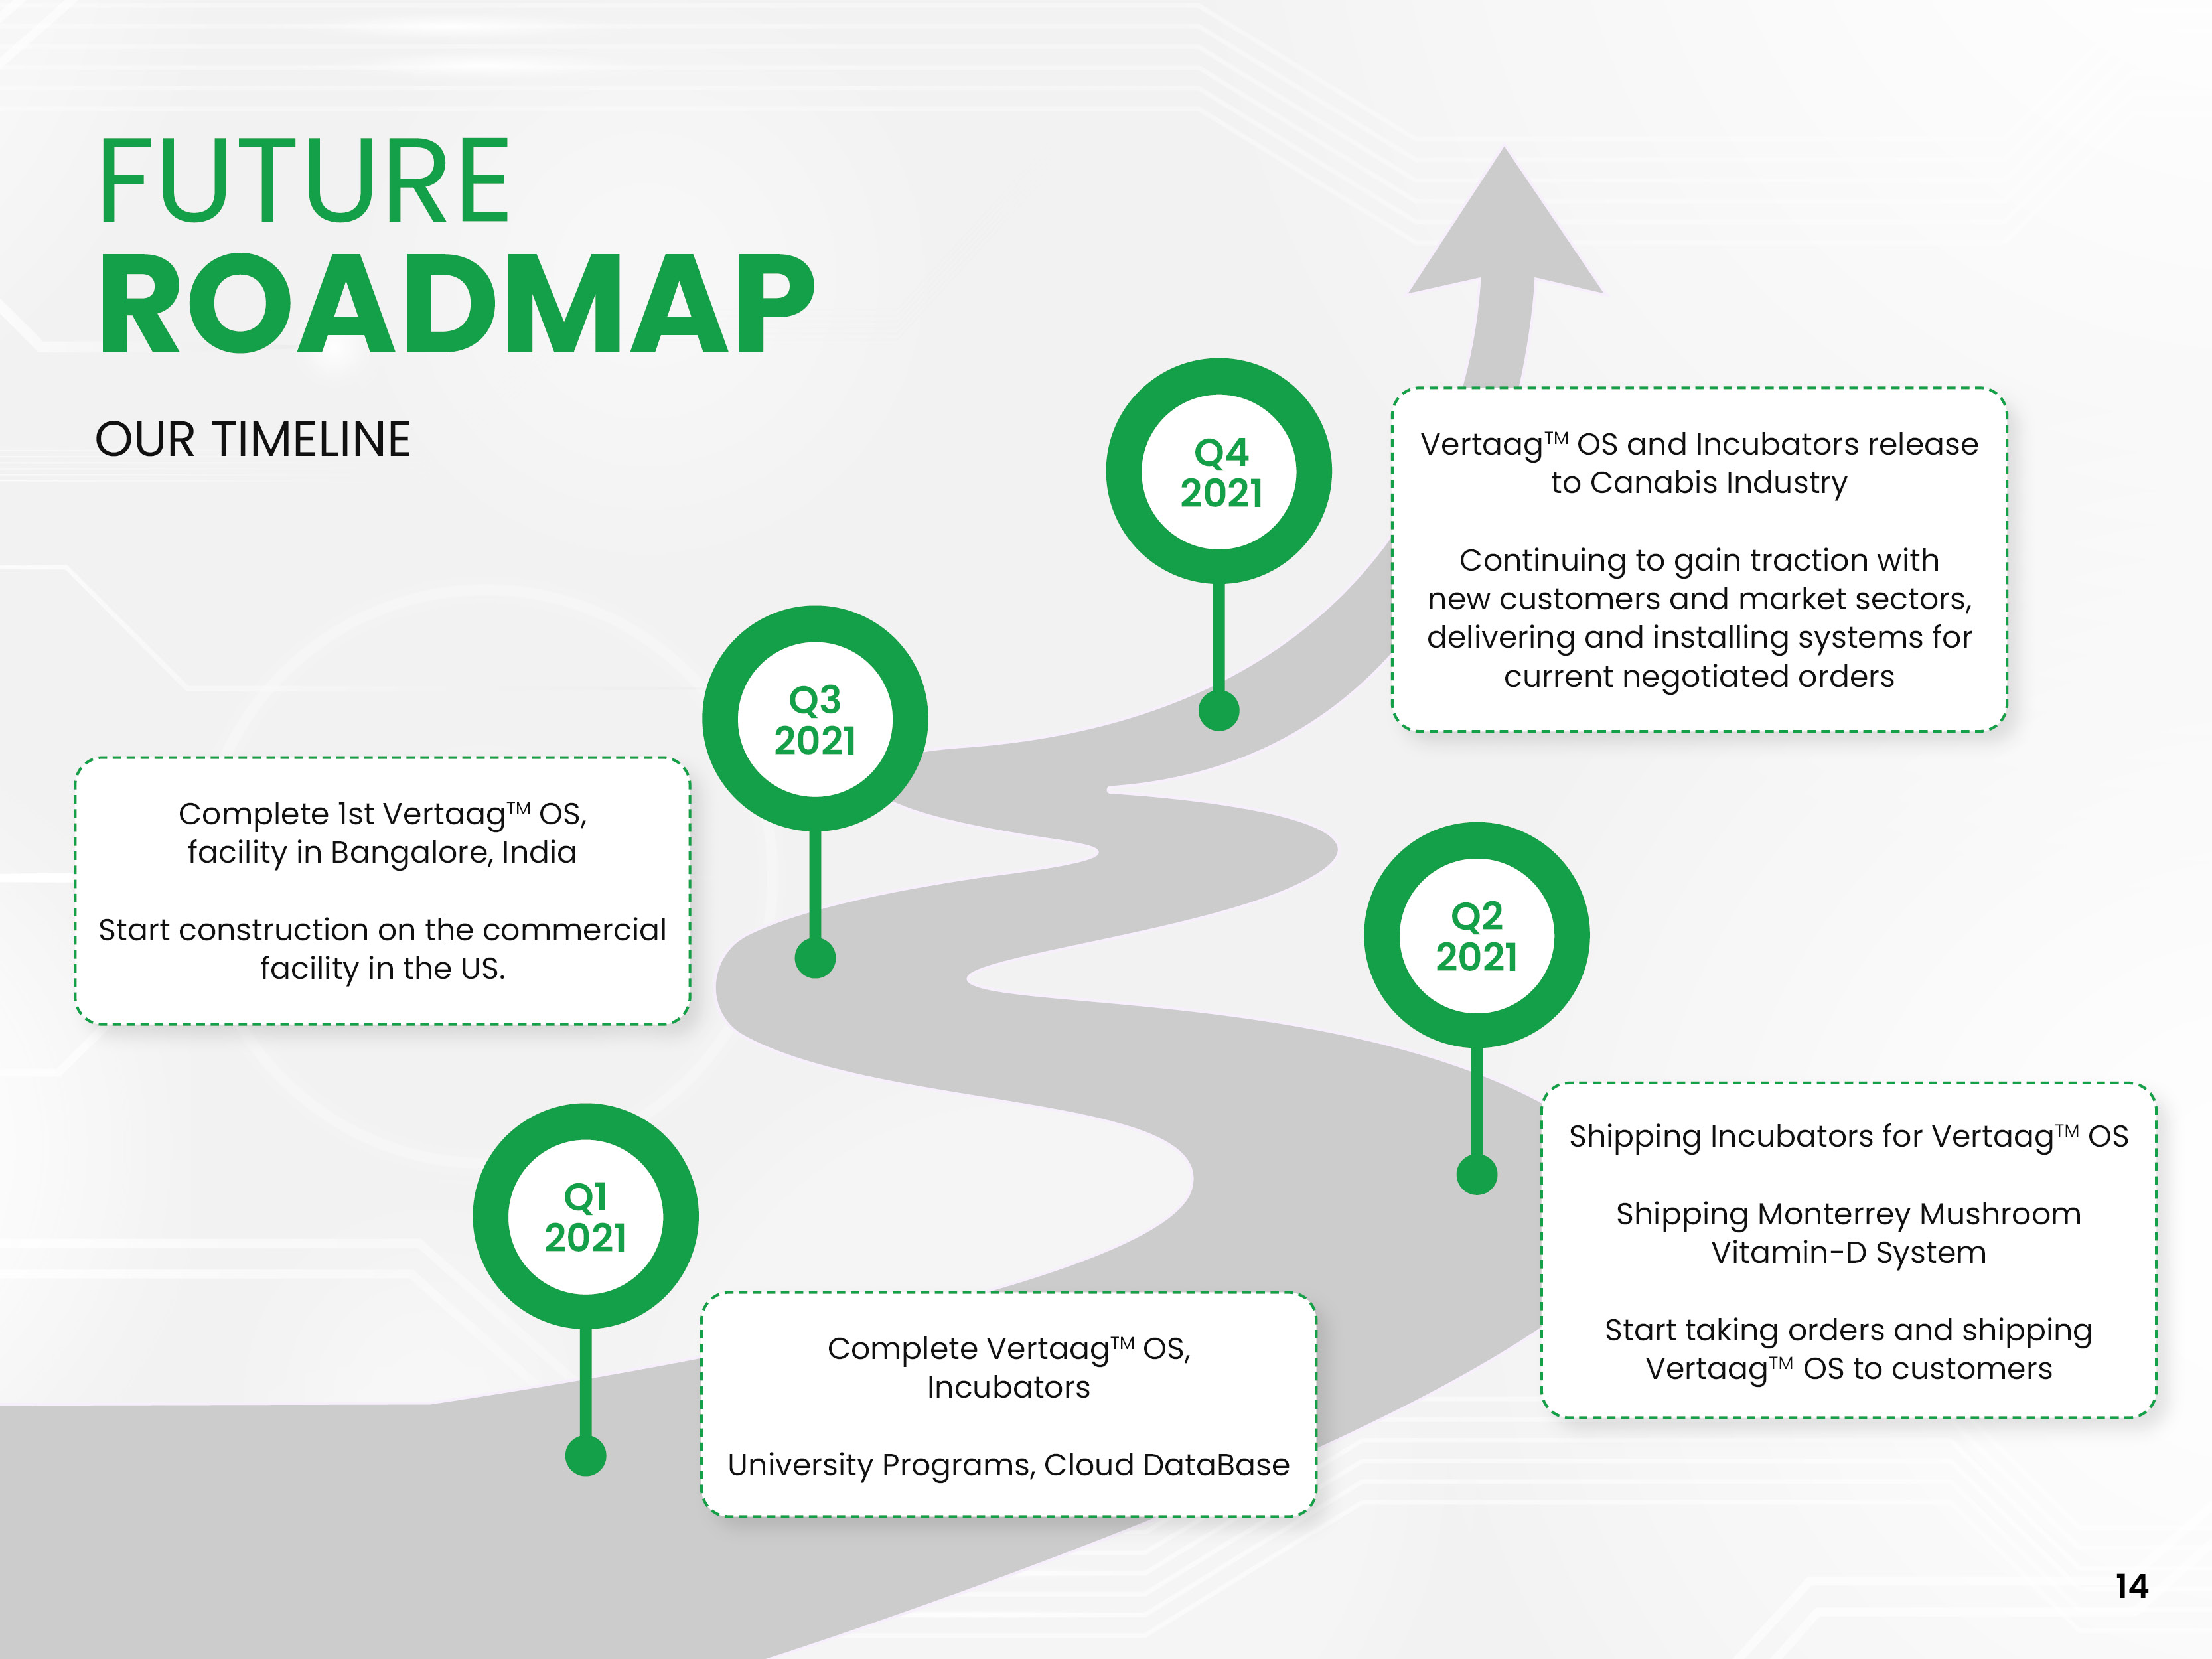 FUTURE
ROADMAP
OUR TIMELINE
Q4
2021
Vertaag™ OS and Incubators release
to Canabis Industry
Continuing to gain traction with
new customers and market sectors,
delivering and installing systems for
current negotiated orders
Q3
2021
Complete 1st Vertaag™ OS,
facility in Bangalore, India
Start construction on the commercial
facility in the US.
Q2
2021
Shipping Incubators for Vertaag™ OS
Shipping Monterrey Mushroom
Vitamin-D System
Start taking orders and shipping
Vertaag™ OS to customers
Q1
2021
Complete Vertaag™ OS,
Incubators
University Programs, Cloud DataBase
14